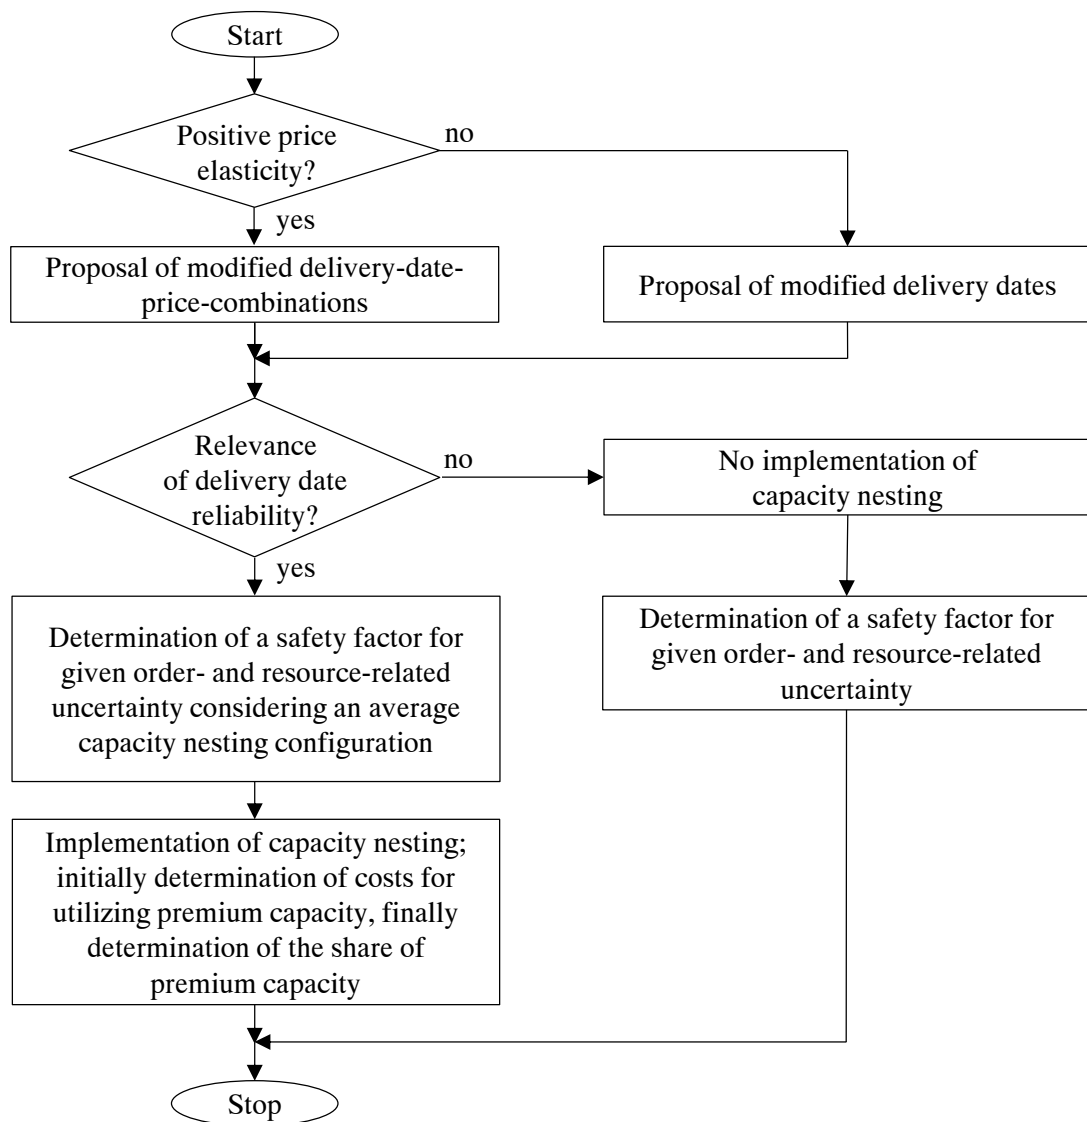 Start
Positive price
elasticity?
no
yes
Proposal of modified delivery-date-
price-combinations
Proposal of modified delivery dates
Relevance
of delivery date
reliability?
no
No implementation of
capacity nesting
yes
Determination of a safety factor for
given order- and resource-related
uncertainty considering an average
capacity nesting configuration
Determination of a safety factor for
given order- and resource-related
uncertainty
Implementation of capacity nesting;
initially determination of costs for
utilizing premium capacity, finally
determination of the share of
premium capacity
Stop